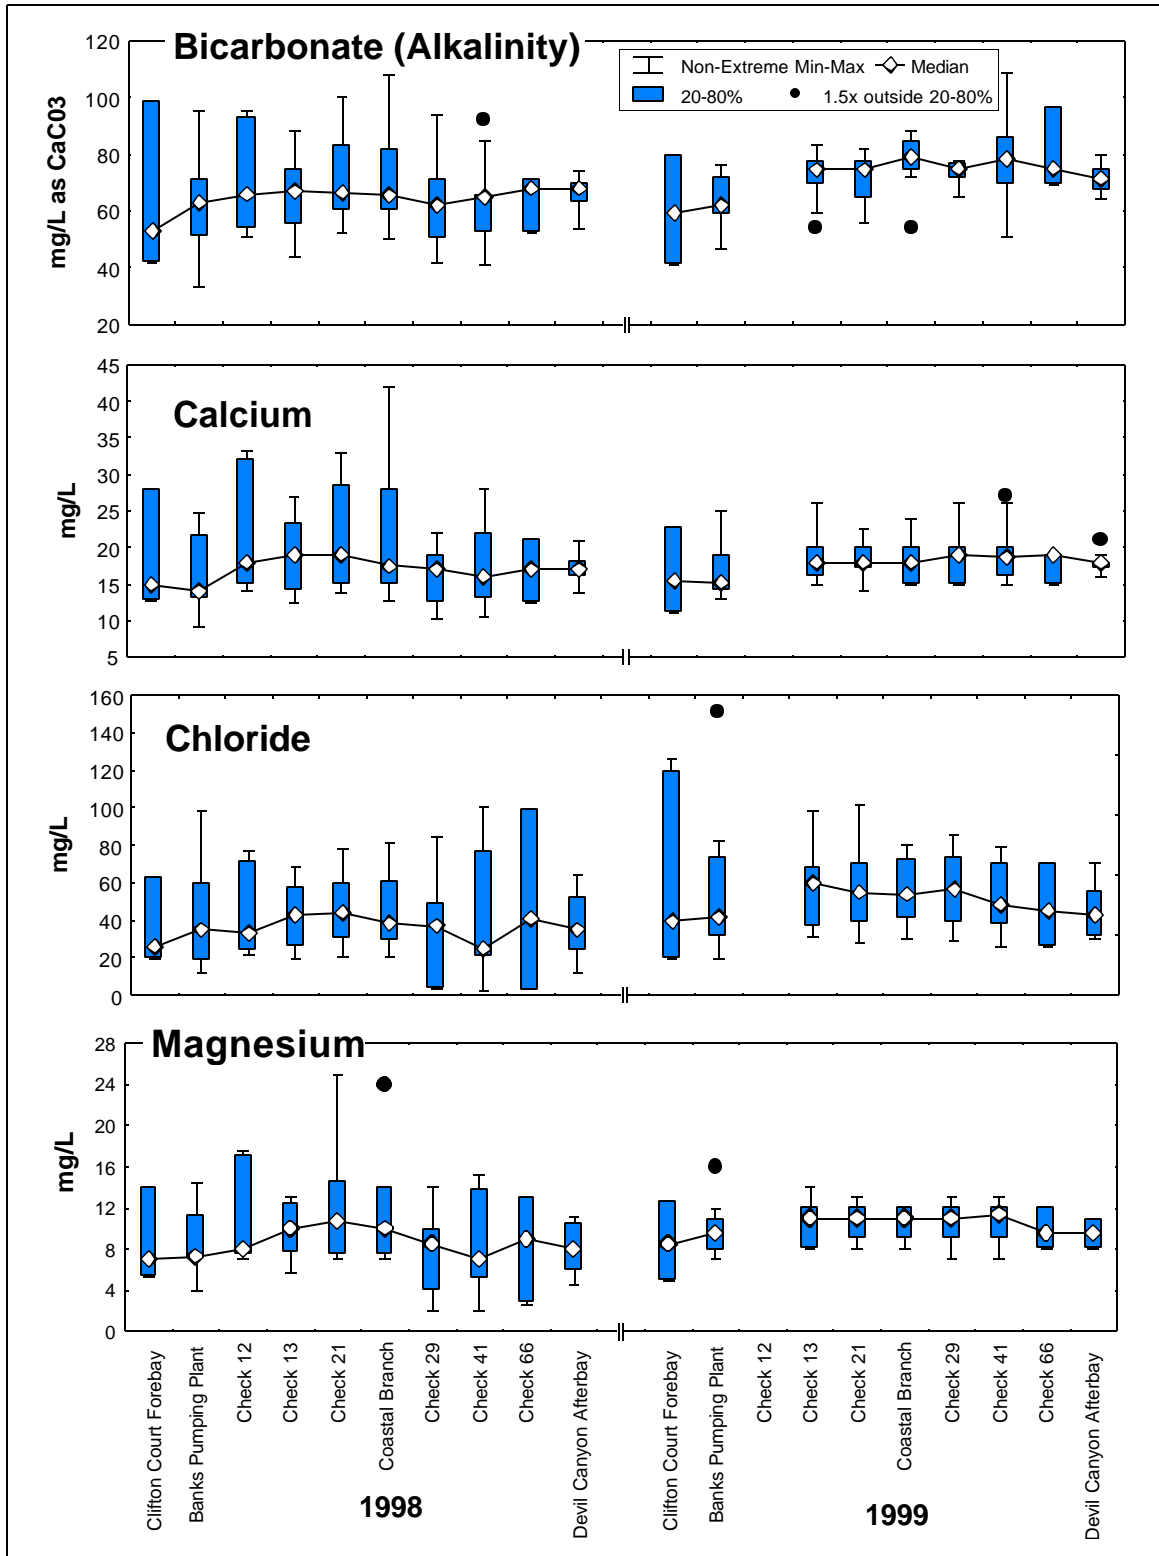 Bicarbonate (Alkalinity)
Non-Extreme Min-Max Median
20-80% 1.5x outside 20-80%
mg/L as CaC03
120
100
80
60
40
20
Calcium
mg/L
45
40
35
30
25
20
15
10
5
Chloride
mg/L
160
140
120
100
80
60
40
20
0
Magnesium
mg/L
28
24
20
16
12
8
4
0
Clifton Court Forebay
Banks Pumping Plant
Check 12
Check 13
Check 21
Coastal Branch
Check 29
Check 41
Check 66
Devil Canyon Afterbay
Clifton Court Forebay
Banks Pumping Plant
Check 12
Check 13
Check 21
Coastal Branch
Check 29
Check 41
Check 66
Devil Canyon Afterbay
1998
1999